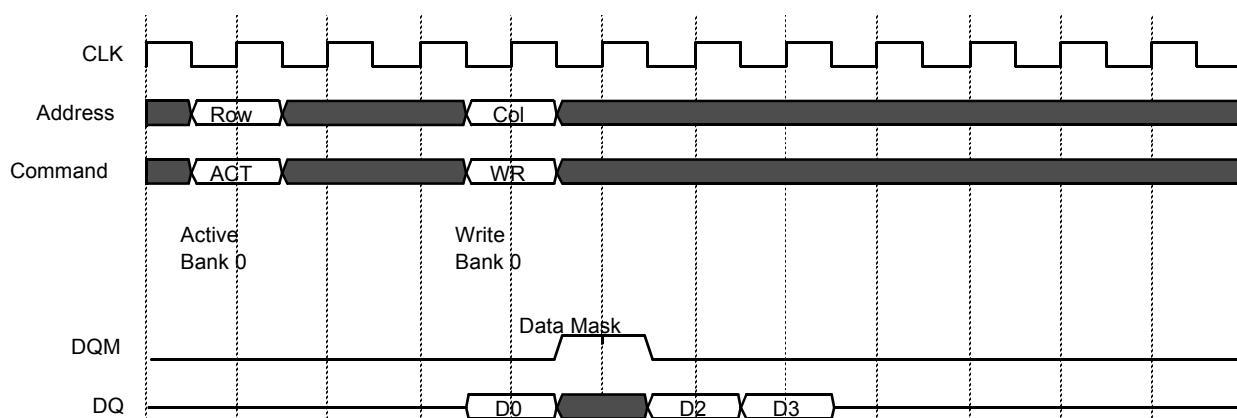 CLK
Address Row Col
Command ACT WR
Active Write
Bank 0 Bank 0
Data Mask
DQM
DQ D0 D2 D3